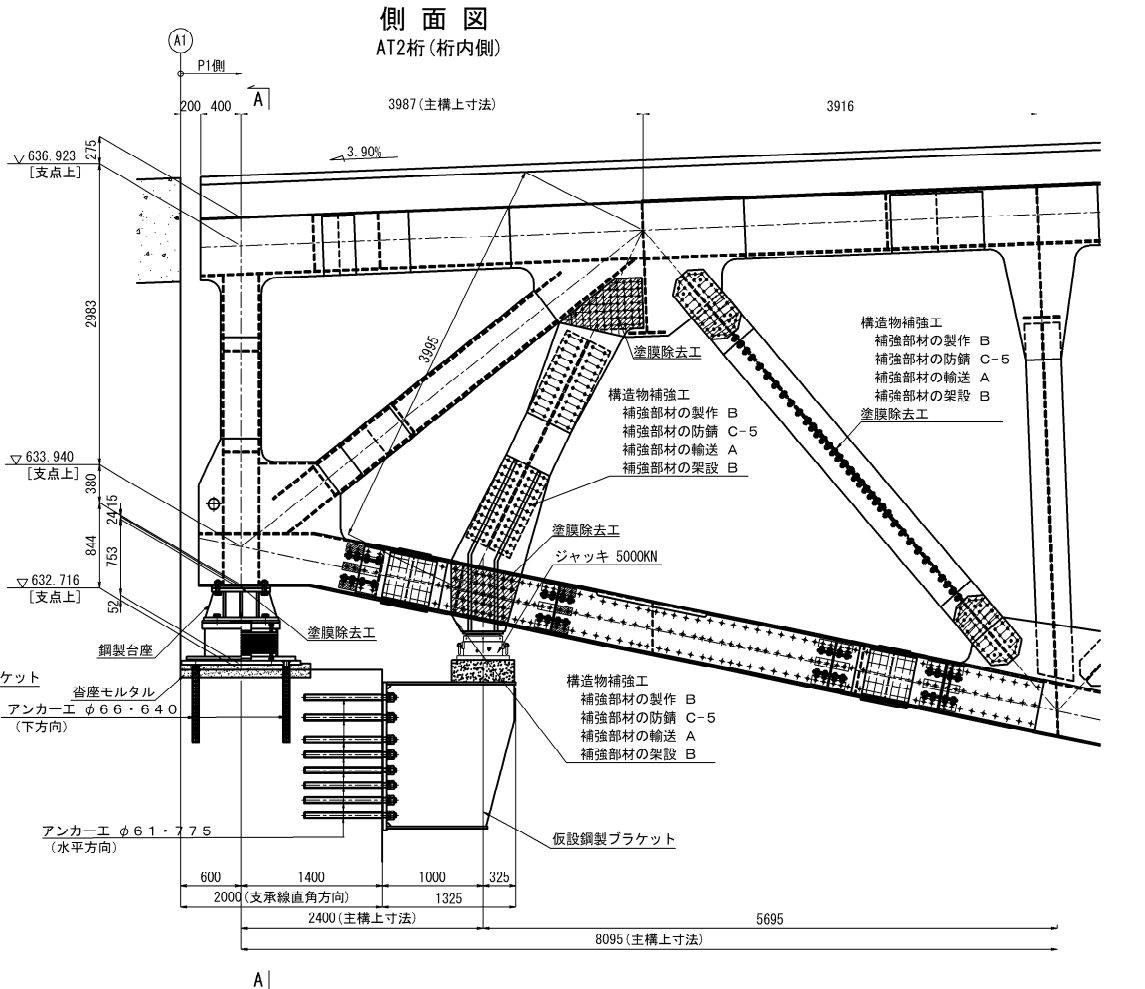 側面図
AT2桁(桁内側)
A1
P1側
A
200
400
3987(主構上寸法)
3916
275
3.90%
636.923
[支点上]
2983
3995
構造物補強工
補強部材の製作 B
補強部材の防錆 C-5
補強部材の輸送 A
補強部材の架設 B
塗膜除去工
塗膜除去工
構造物補強工
補強部材の製作 B
補強部材の防錆 C-5
補強部材の輸送 A
補強部材の架設 B
633.940
[支点上]
380
2415
844
753
52
塗膜除去工
ジャッキ 5000KN
632.716
[支点上]
塗膜除去工
鋼製台座
ケット
沓座モルタル
アンカー工 φ66-640
(下方向)
構造物補強工
補強部材の製作 B
補強部材の防錆 C-5
補強部材の輸送 A
補強部材の架設 B
アンカー工 φ61-775
(水平方向)
仮設鋼製ブラケット
600
1400
1000
325
2000(支承線直角方向)
1325
2400(主構上寸法)
5695
8095(主構上寸法)
A